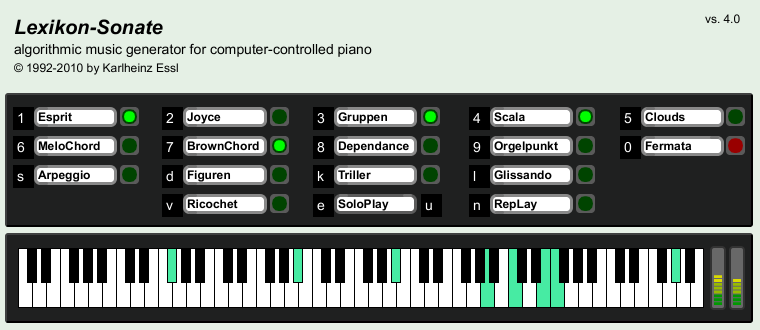 Lexikon-Sonate
vs. 4.0
algorithmic music generator for computer-controlled piano
© 1992-2010 by Karlheinz Essl
1 Esprit 2 Joyce 3 Gruppen 4 Scala 5 Clouds
6 MeloChord 7 BrownChord 8 Dependance 9 Orgelpunkt 0 Fermata
s Arpeggio d Figuren k Triller l Glissando
v Ricochet e SoloPlay u n RepLay